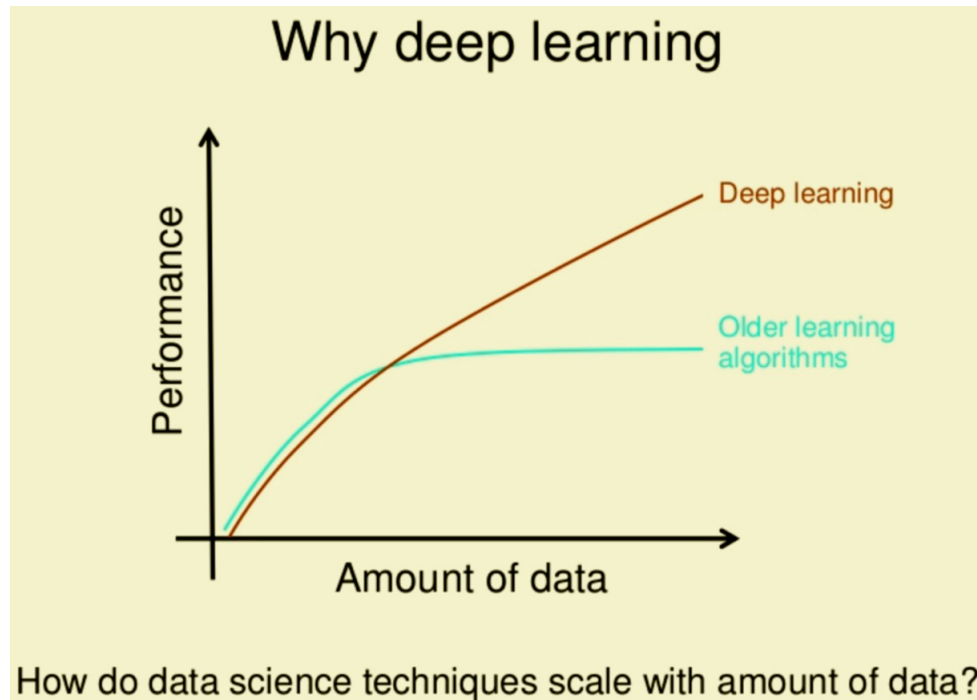 Why deep learning
Performance
Deep learning
Older learning
algorithms
Amount of data
How do data science techniques scale with amount of data?